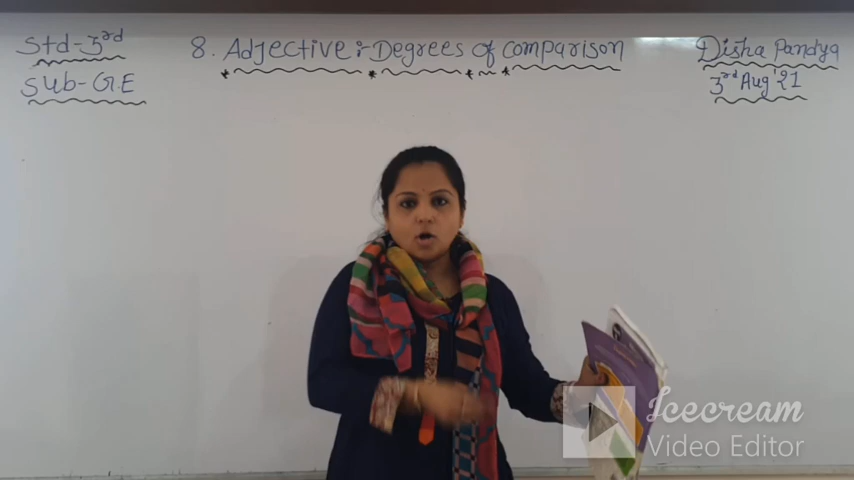 Std-3rd
8. Adjective:- Degrees of comparison
Disha Pandya
Sub-G.E
3rd Aug'21
Icecream
Video Editor